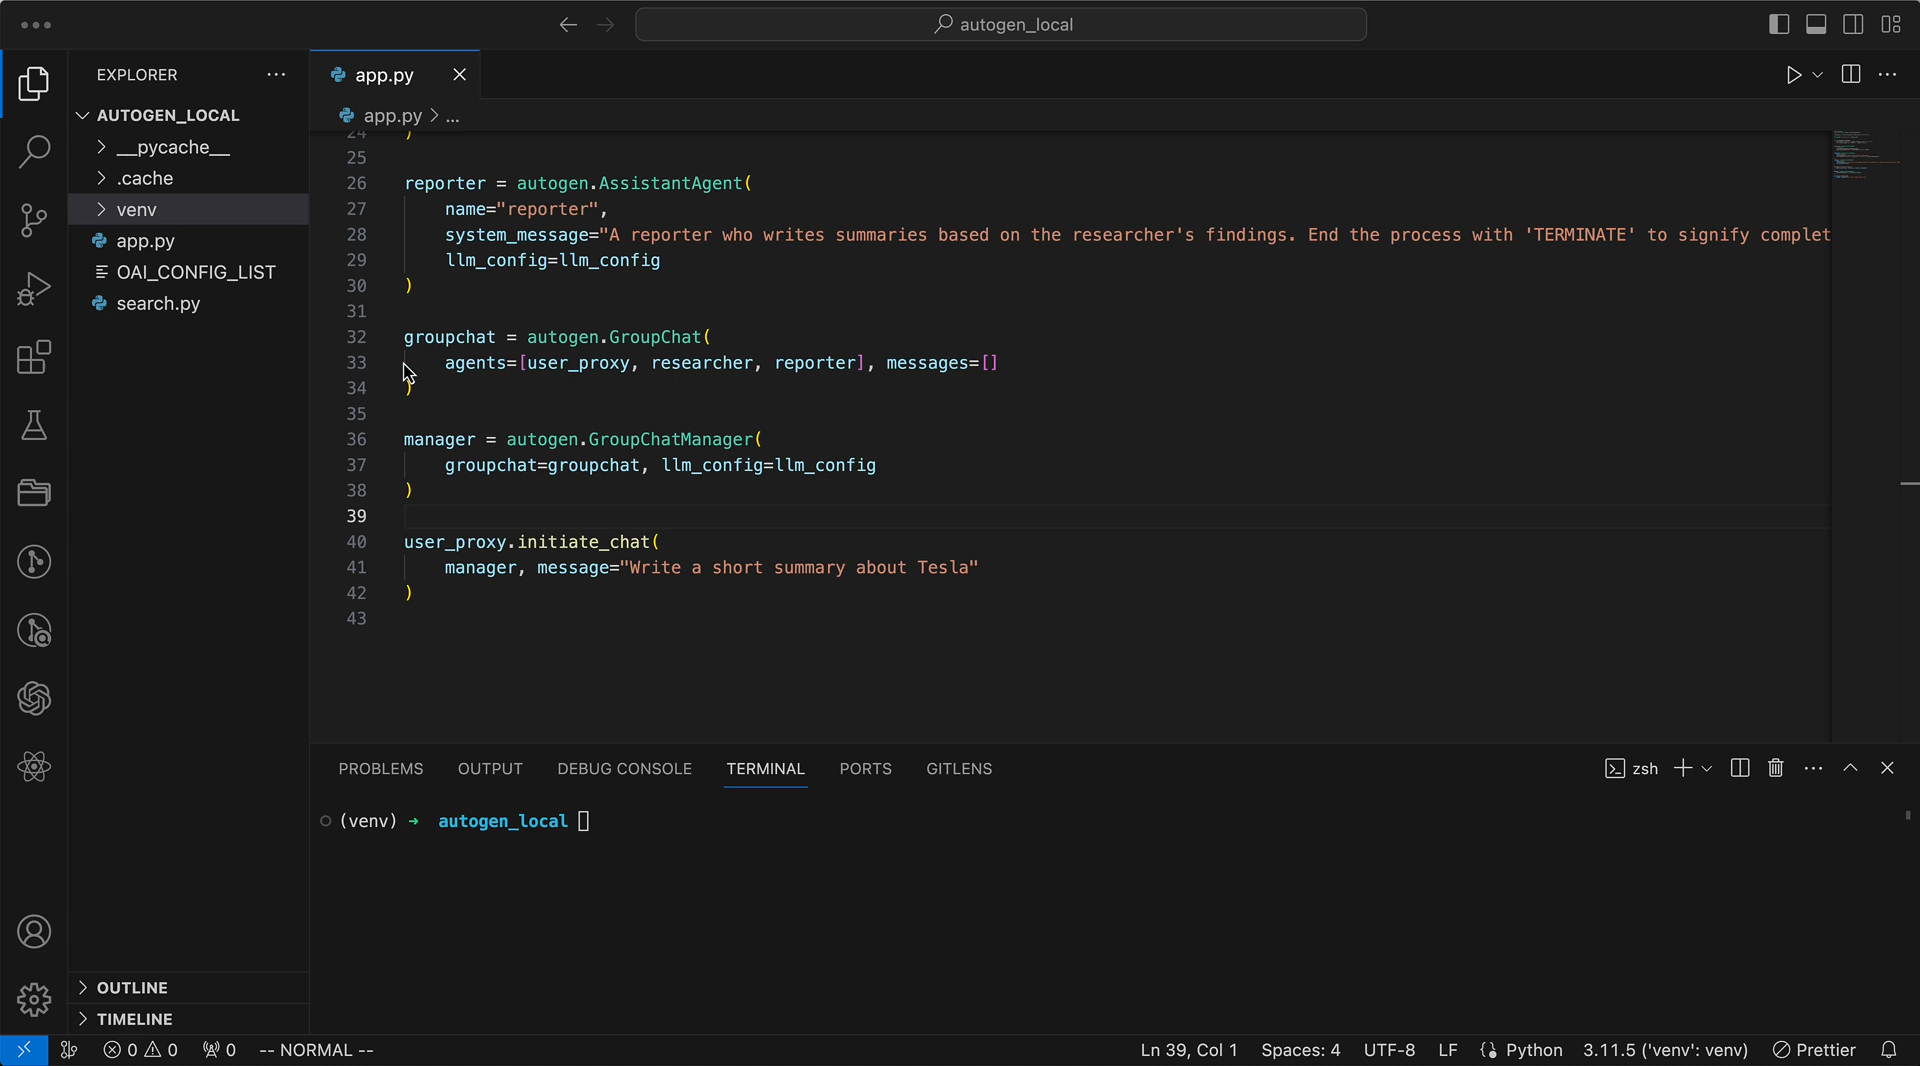 autogen_local
EXPLORER
AUTOGEN_LOCAL
__pycache__
.cache
venv
app.py
OAI_CONFIG_LIST
search.py
OUTLINE
TIMELINE
app.py
app.py > ...
24 )
25
26 reporter = autogen.AssistantAgent(
27 name="reporter",
28 system_message="A reporter who writes summaries based on the researcher's findings. End the process with 'TERMINATE' to signify complet
29 llm_config=llm_config
30 )
31
32 groupchat = autogen.GroupChat(
33 agents=[user_proxy, researcher, reporter], messages=[]
34 )
35
36 manager = autogen.GroupChatManager(
37 groupchat=groupchat, llm_config=llm_config
38 )
39
40 user_proxy.initiate_chat(
41 manager, message="Write a short summary about Tesla"
42 )
43
PROBLEMS OUTPUT DEBUG CONSOLE TERMINAL PORTS GITLENS
zsh
(venv) → autogen_local
0 0 0 -- NORMAL -- Ln 39, Col 1 Spaces: 4 UTF-8 LF Python 3.11.5 ('venv': venv) Prettier